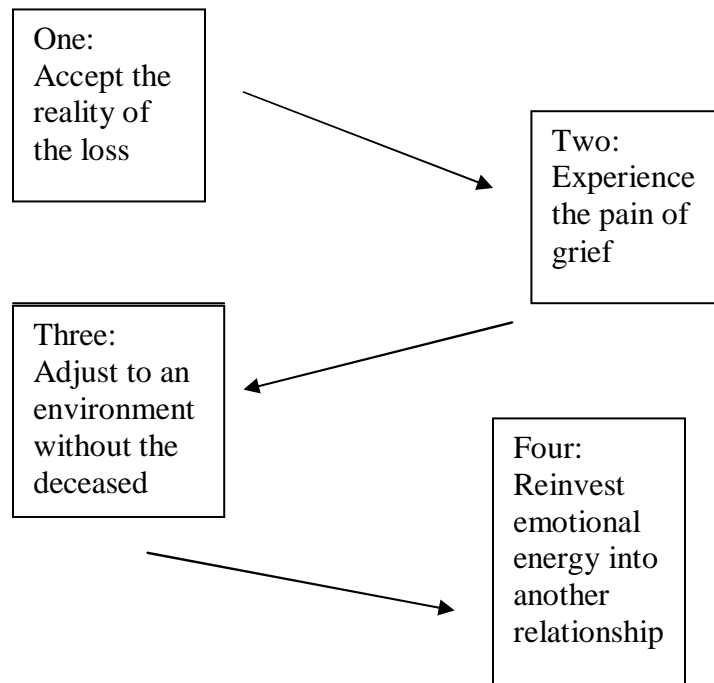 One:
Accept the
reality of
the loss
Two:
Experience
the pain of
grief
Three:
Adjust to an
environment
without the
deceased
Four:
Reinvest
emotional
energy into
another
relationship